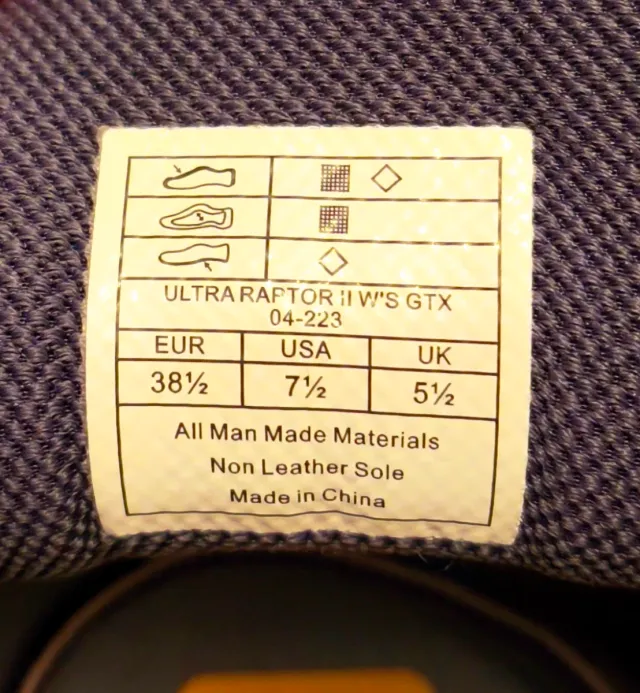 ULTRA RAPTOR II W'S GTX
04-223
EUR USA UK
38½ 7½ 5½
All Man Made Materials
Non Leather Sole
Made in China